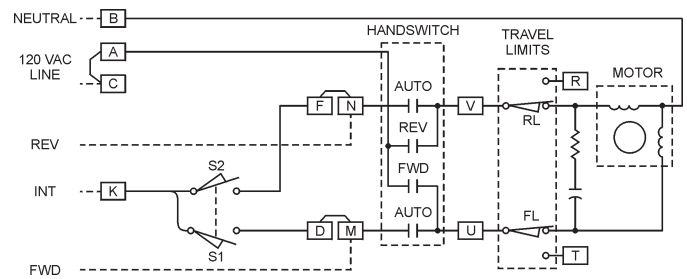 NEUTRAL
B
HANDSWITCH
TRAVEL
LIMITS
A
120 VAC
LINE
C
R
MOTOR
AUTO
F
N
V
RL
REV
REV
S2
FWD
INT
K
AUTO
FL
D
M
U
S1
T
FWD